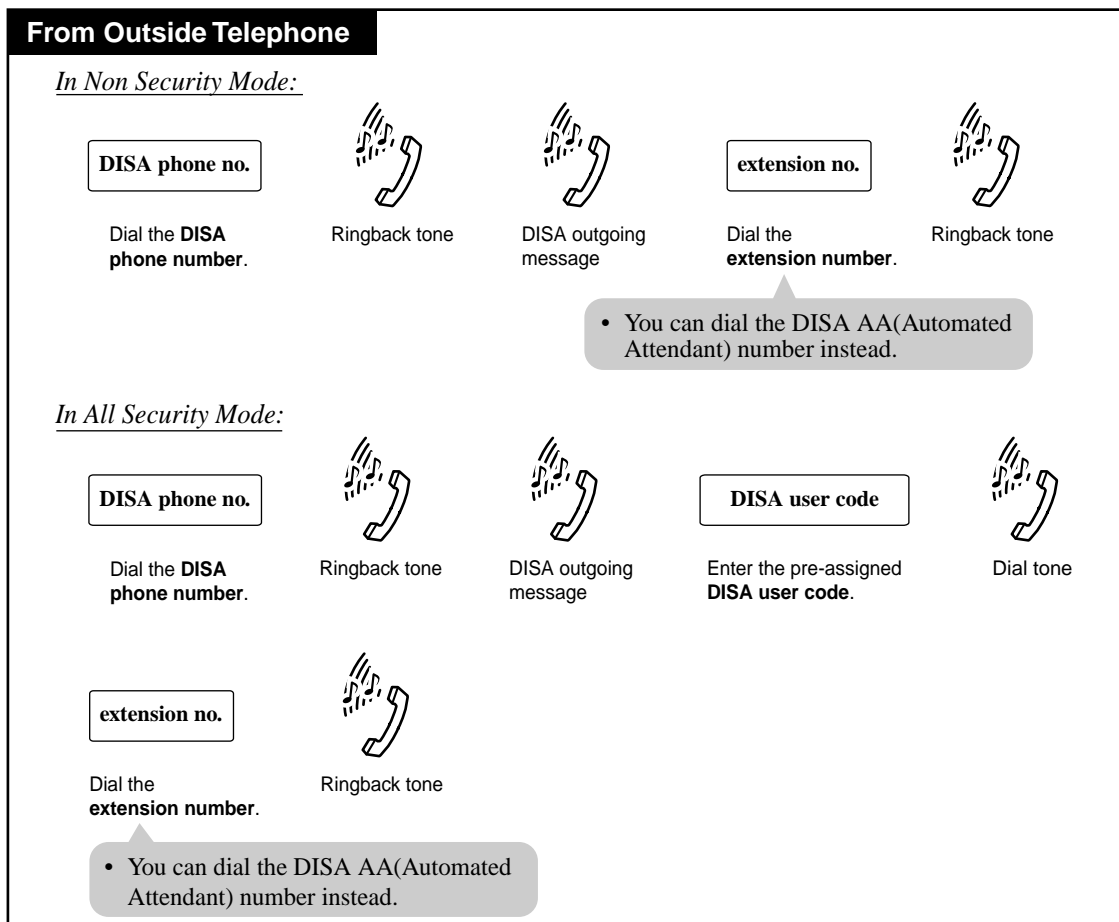 From Outside Telephone
In Non Security Mode:
DISA phone no.
extension no.
Dial the DISA
phone number.
Ringback tone
DISA outgoing
message
Dial the
extension number.
Ringback tone
• You can dial the DISA AA(Automated
Attendant) number instead.
In All Security Mode:
DISA phone no.
DISA user code
Dial the DISA
phone number.
Ringback tone
DISA outgoing
message
Enter the pre-assigned
DISA user code.
Dial tone
extension no.
Dial the
extension number.
Ringback tone
• You can dial the DISA AA(Automated
Attendant) number instead.